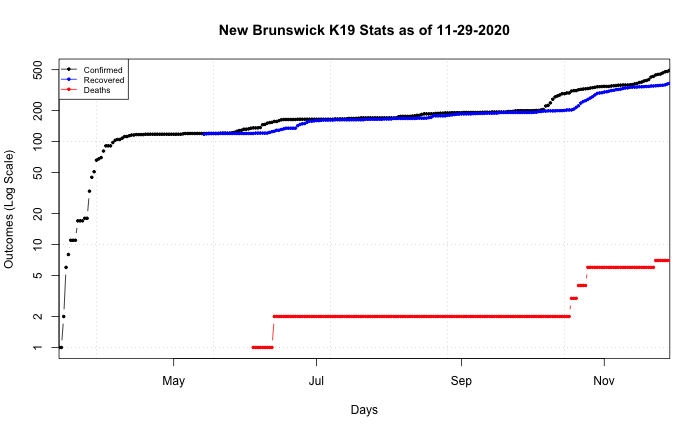 New Brunswick K19 Stats as of 11-29-2020
Confirmed
Recovered
Deaths
Outcomes (Log Scale)
500
200
100
50
20
10
5
2
1
May Jul Sep Nov
Days